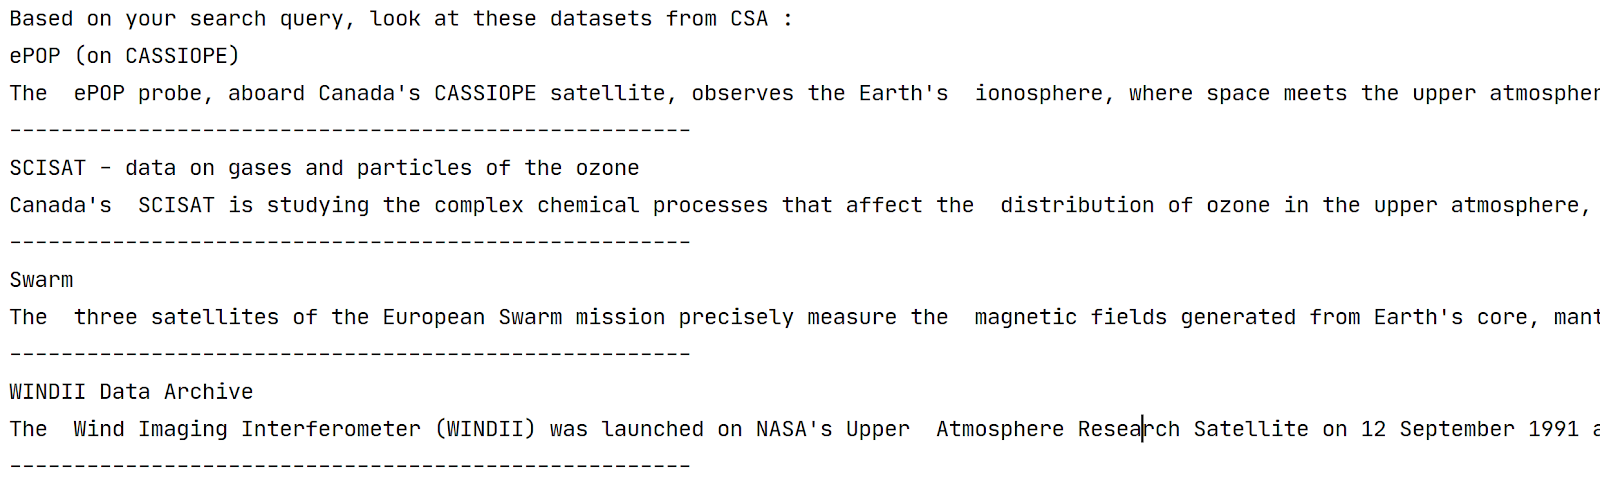 Based on your search query, look at these datasets from CSA :
ePOP (on CASSIOPE)
The  ePOP probe, aboard Canada's CASSIOPE satellite, observes the Earth's  ionosphere, where space meets the upper
-----------------------------------------------------
SCISAT - data on gases and particles of the ozone
Canada's  SCISAT is studying the complex chemical processes that affect the  distribution of ozone in the upper atmosphere,
-----------------------------------------------------
Swarm
The  three satellites of the European Swarm mission precisely measure the  magnetic fields generated from Earth's core,
-----------------------------------------------------
WINDII Data Archive
The  Wind Imaging Interferometer (WINDII) was launched on NASA's Upper  Atmosphere Research Satellite on 12 September 1991
-----------------------------------------------------